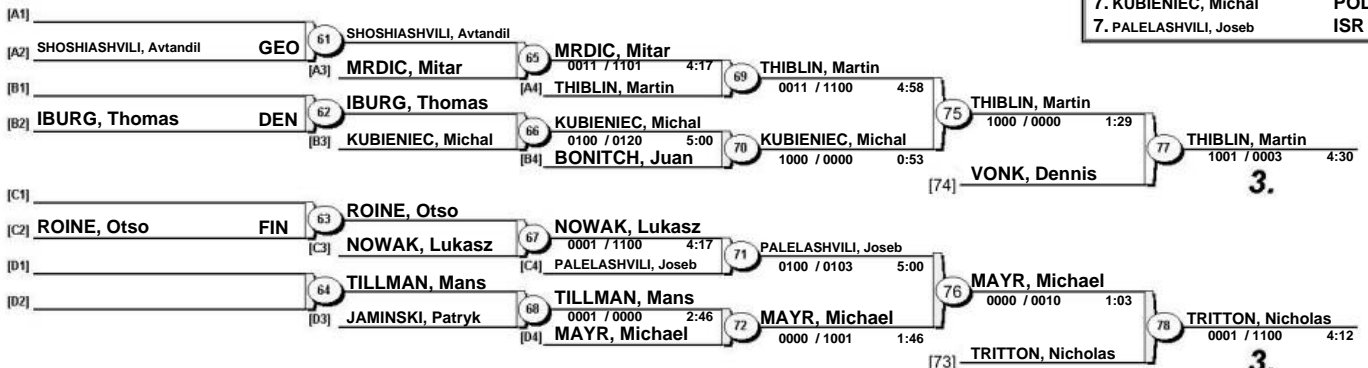 7. KUBIENIEC, Michal POL
7. PALELASHVILI, Joseb ISR
[A1]
[A2] SHOSHIASHVILI, Avtandil GEO
61 SHOSHIASHVILI, Avtandil
[A3] MRDIC, Mitar
65 MRDIC, Mitar
0011 / 1101 4:17
[A4] THIBLIN, Martin
69 THIBLIN, Martin
0011 / 1100 4:58
[B1]
[B2] IBURG, Thomas DEN
62 IBURG, Thomas
[B3] KUBIENIEC, Michal
66 KUBIENIEC, Michal
0100 / 0120 5:00
[B4] BONITCH, Juan
70 KUBIENIEC, Michal
1000 / 0000 0:53
75 THIBLIN, Martin
1000 / 0000 1:29
[74] VONK, Dennis
77 THIBLIN, Martin
1001 / 0003 4:30
3.
[C1]
[C2] ROINE, Otso FIN
63 ROINE, Otso
[C3] NOWAK, Lukasz
67 NOWAK, Lukasz
0001 / 1100 4:17
[C4] PALELASHVILI, Joseb
71 PALELASHVILI, Joseb
0100 / 0103 5:00
[D1]
[D2]
64 TILLMAN, Mans
[D3] JAMINSKI, Patryk
68 TILLMAN, Mans
0001 / 0000 2:46
[D4] MAYR, Michael
72 MAYR, Michael
0000 / 1001 1:46
76 MAYR, Michael
0000 / 0010 1:03
[73] TRITTON, Nicholas
78 TRITTON, Nicholas
0001 / 1100 4:12
3.